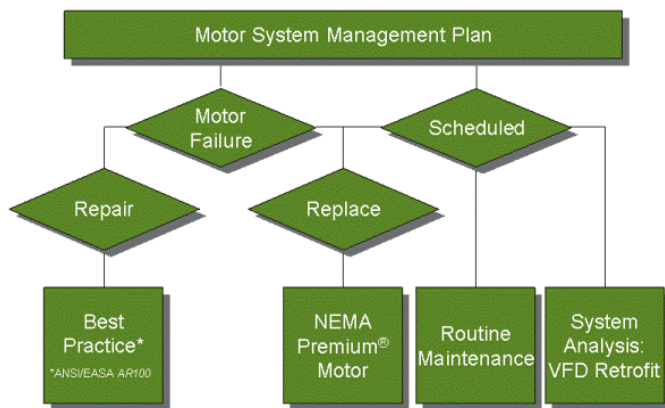 Motor System Management Plan
Motor
Failure
Scheduled
Repair
Replace
Best
Practice*
*ANSI/EASA AR100
NEMA
Premium®
Motor
Routine
Maintenance
System
Analysis:
VFD Retrofit